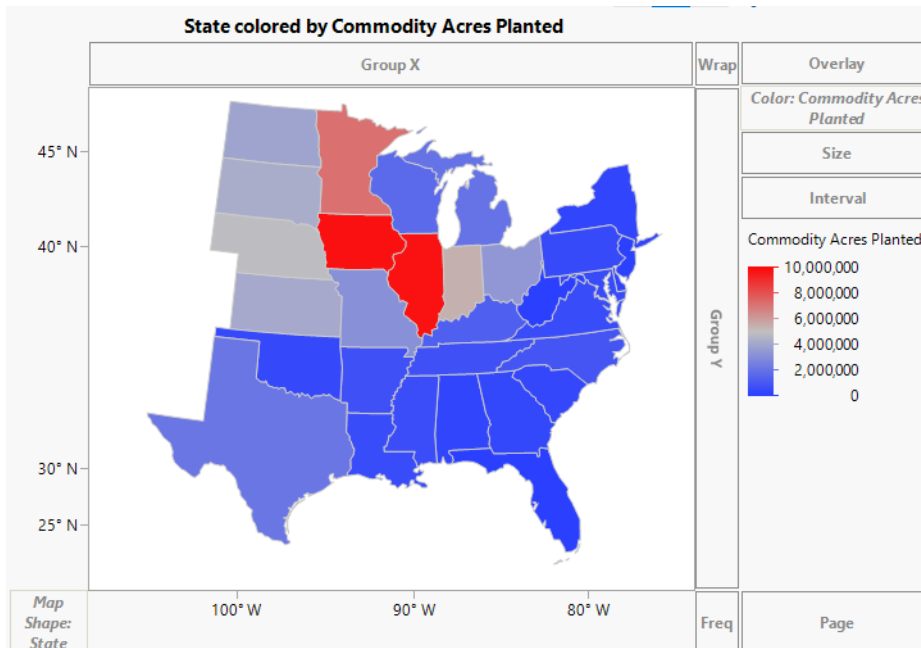 State colored by Commodity Acres Planted
Group X
Wrap
Overlay
Color: Commodity Acres
Planted
Size
Interval
45° N
40° N
30° N
25° N
Group Y
Commodity Acres Planted
10,000,000
8,000,000
6,000,000
4,000,000
2,000,000
0
100° W
90° W
80° W
Map
Shape:
State
Freq
Page